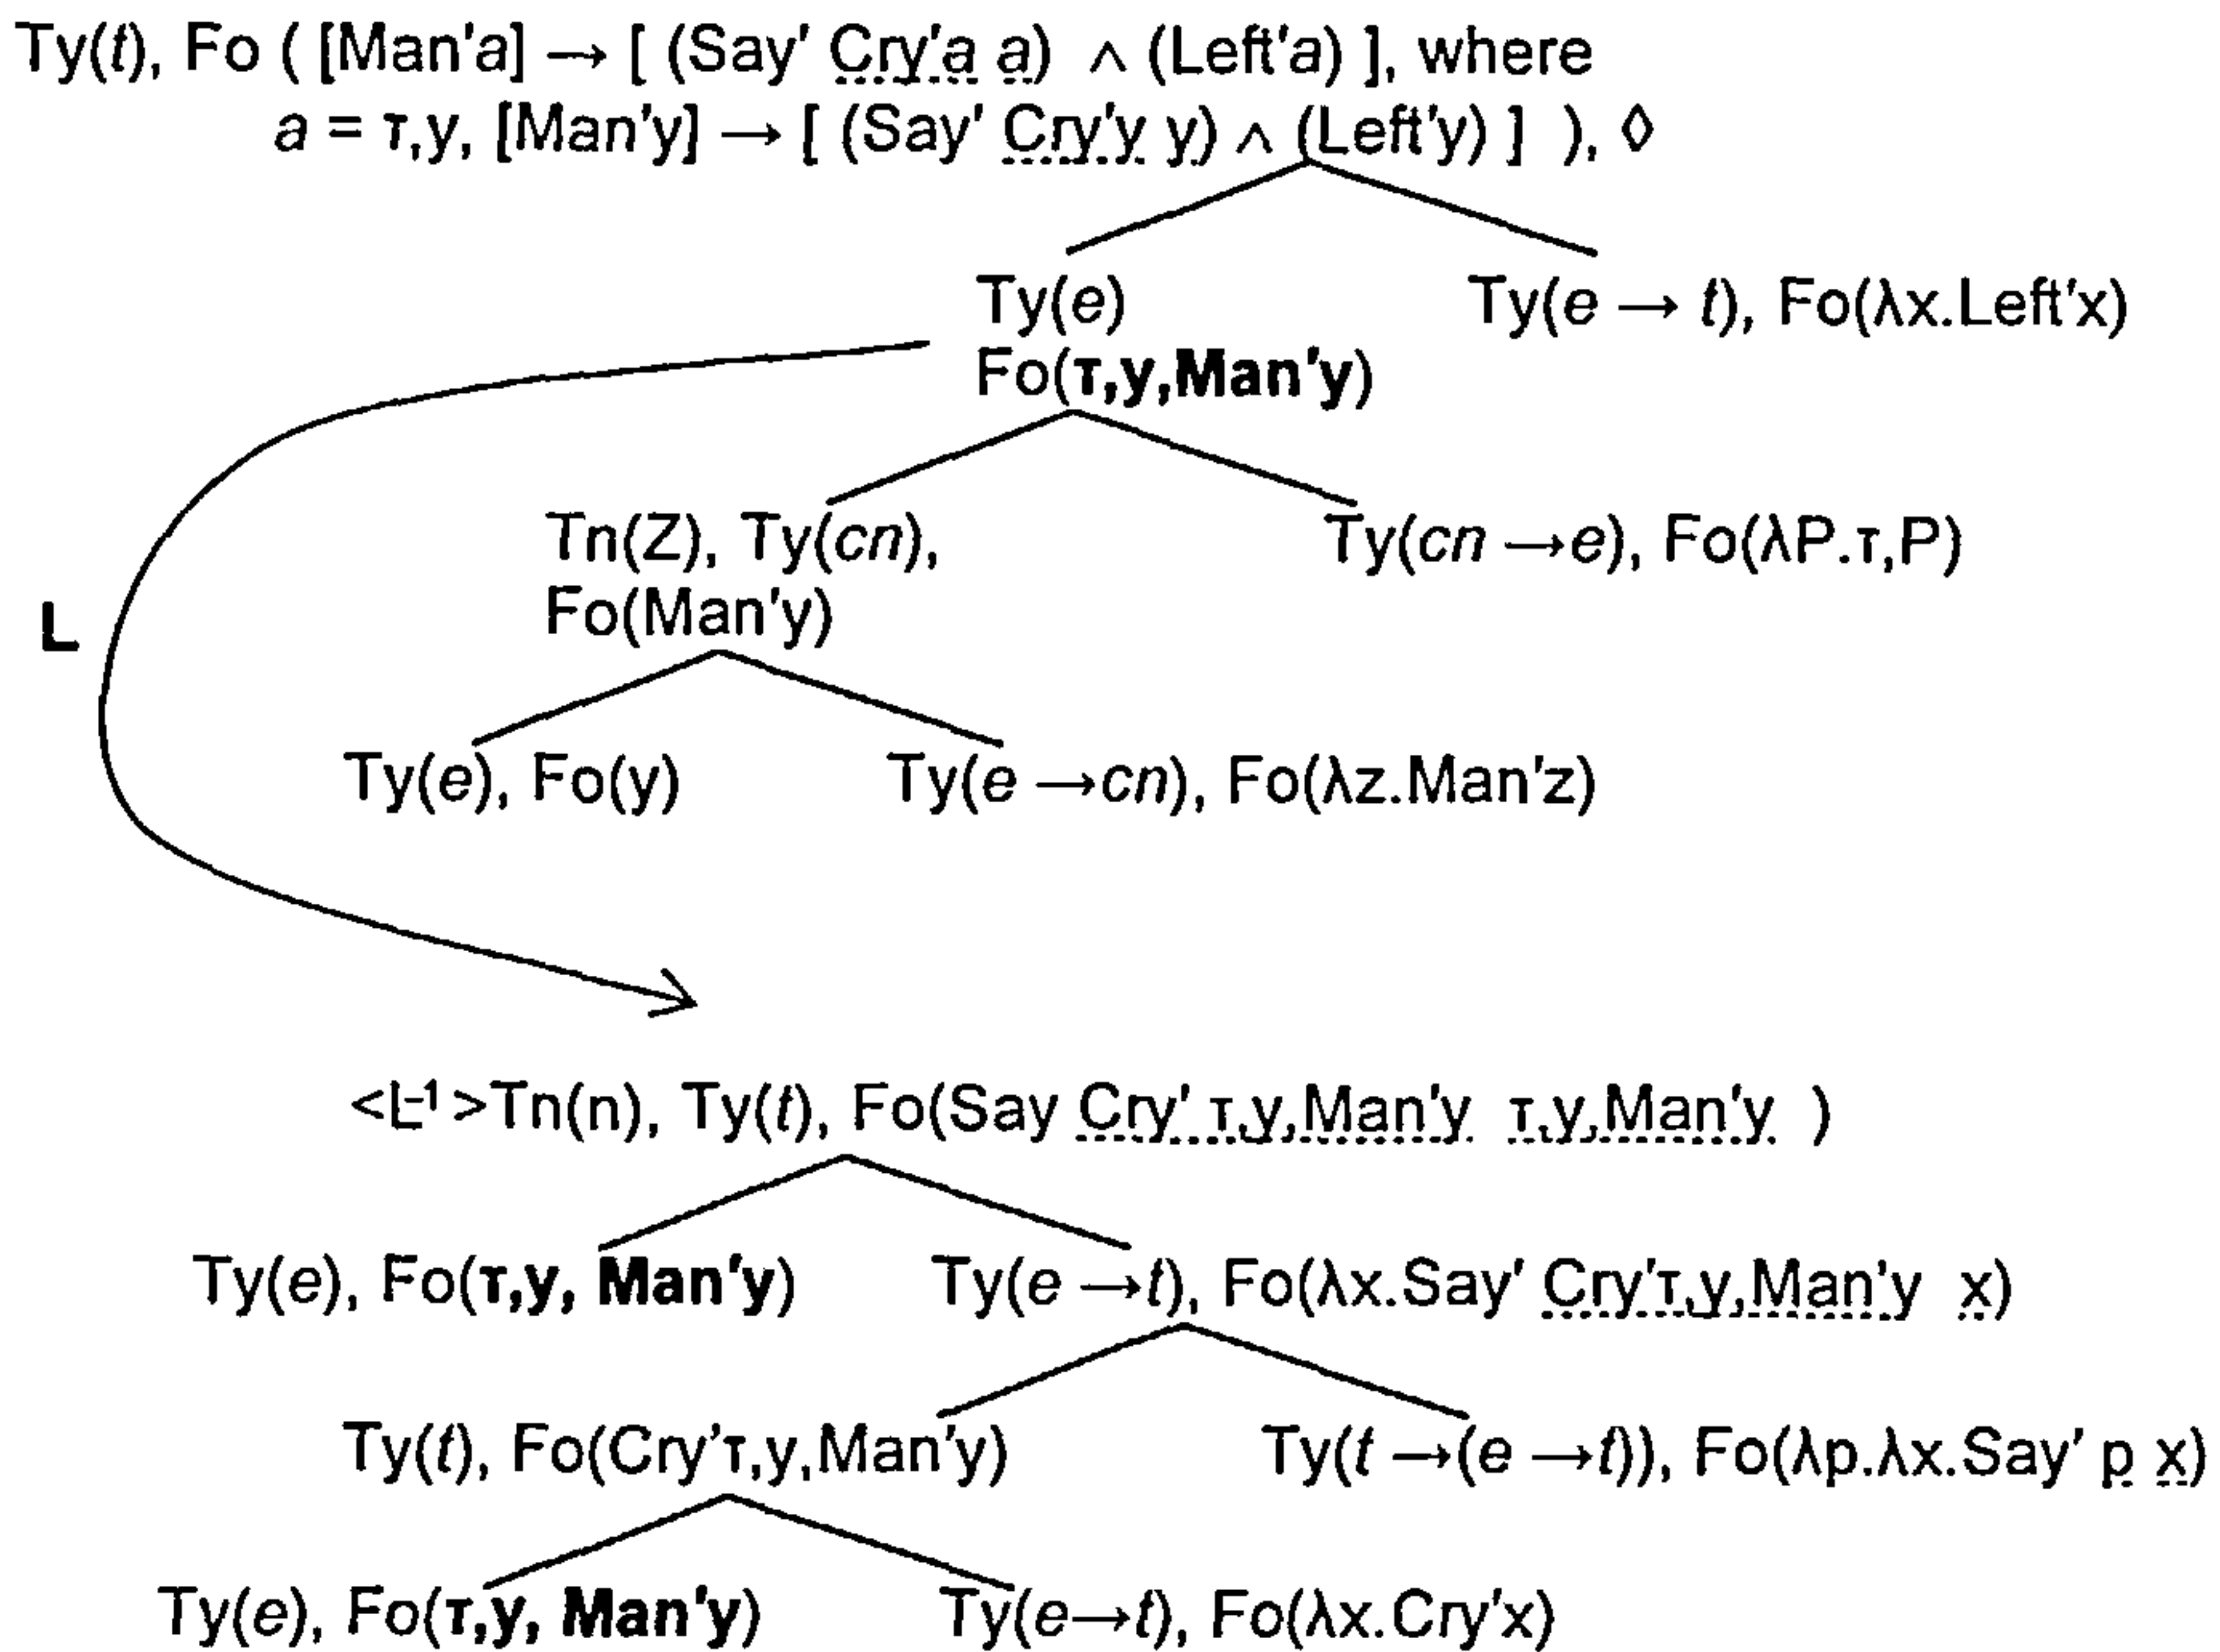 Ty(t), Fo ( [Man'a] → [ (Say' Cry'a a) ∧ (Left'a) ], where
a = τ,y, [Man'y] → [ (Say' Cry'y y) ∧ (Left'y) ] ), ◊
Ty(e) Ty(e → t), Fo(λx.Left'x)
Fo(τ,y,Man'y)
Tn(Z), Ty(cn), Ty(cn →e), Fo(λP.τ,P)
Fo(Man'y)
L
Ty(e), Fo(y) Ty(e →cn), Fo(λz.Man'z)
<L⁻¹>Tn(n), Ty(t), Fo(Say Cry' τ,y,Man'y τ,y,Man'y )
Ty(e), Fo(τ,y, Man'y) Ty(e →t), Fo(λx.Say' Cry'τ,y,Man'y x)
Ty(t), Fo(Cry'τ,y,Man'y) Ty(t →(e →t)), Fo(λp.λx.Say' p x)
Ty(e), Fo(τ,y, Man'y) Ty(e→t), Fo(λx.Cry'x)